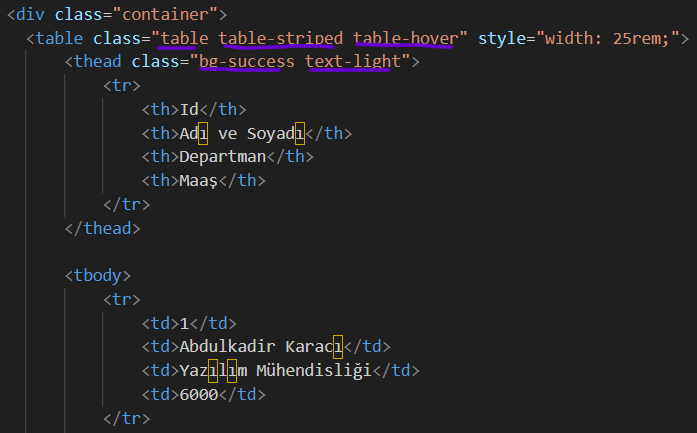 <div class="container">
<table class="table table-striped table-hover" style="width: 25rem;">
<thead class="bg-success text-light">
<tr>
<th>Id</th>
<th>Adı ve Soyadı</th>
<th>Departman</th>
<th>Maaş</th>
</tr>
</thead>
<tbody>
<tr>
<td>1</td>
<td>Abdulkadir Karacı</td>
<td>Yazılım Mühendisliği</td>
<td>6000</td>
</tr>